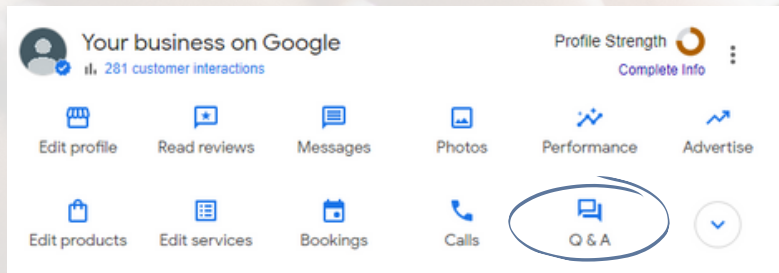 Your business on Google
Profile Strength
281 customer interactions
Complete Info
Edit profile
Read reviews
Messages
Photos
Performance
Advertise
Edit products
Edit services
Bookings
Calls
Q & A